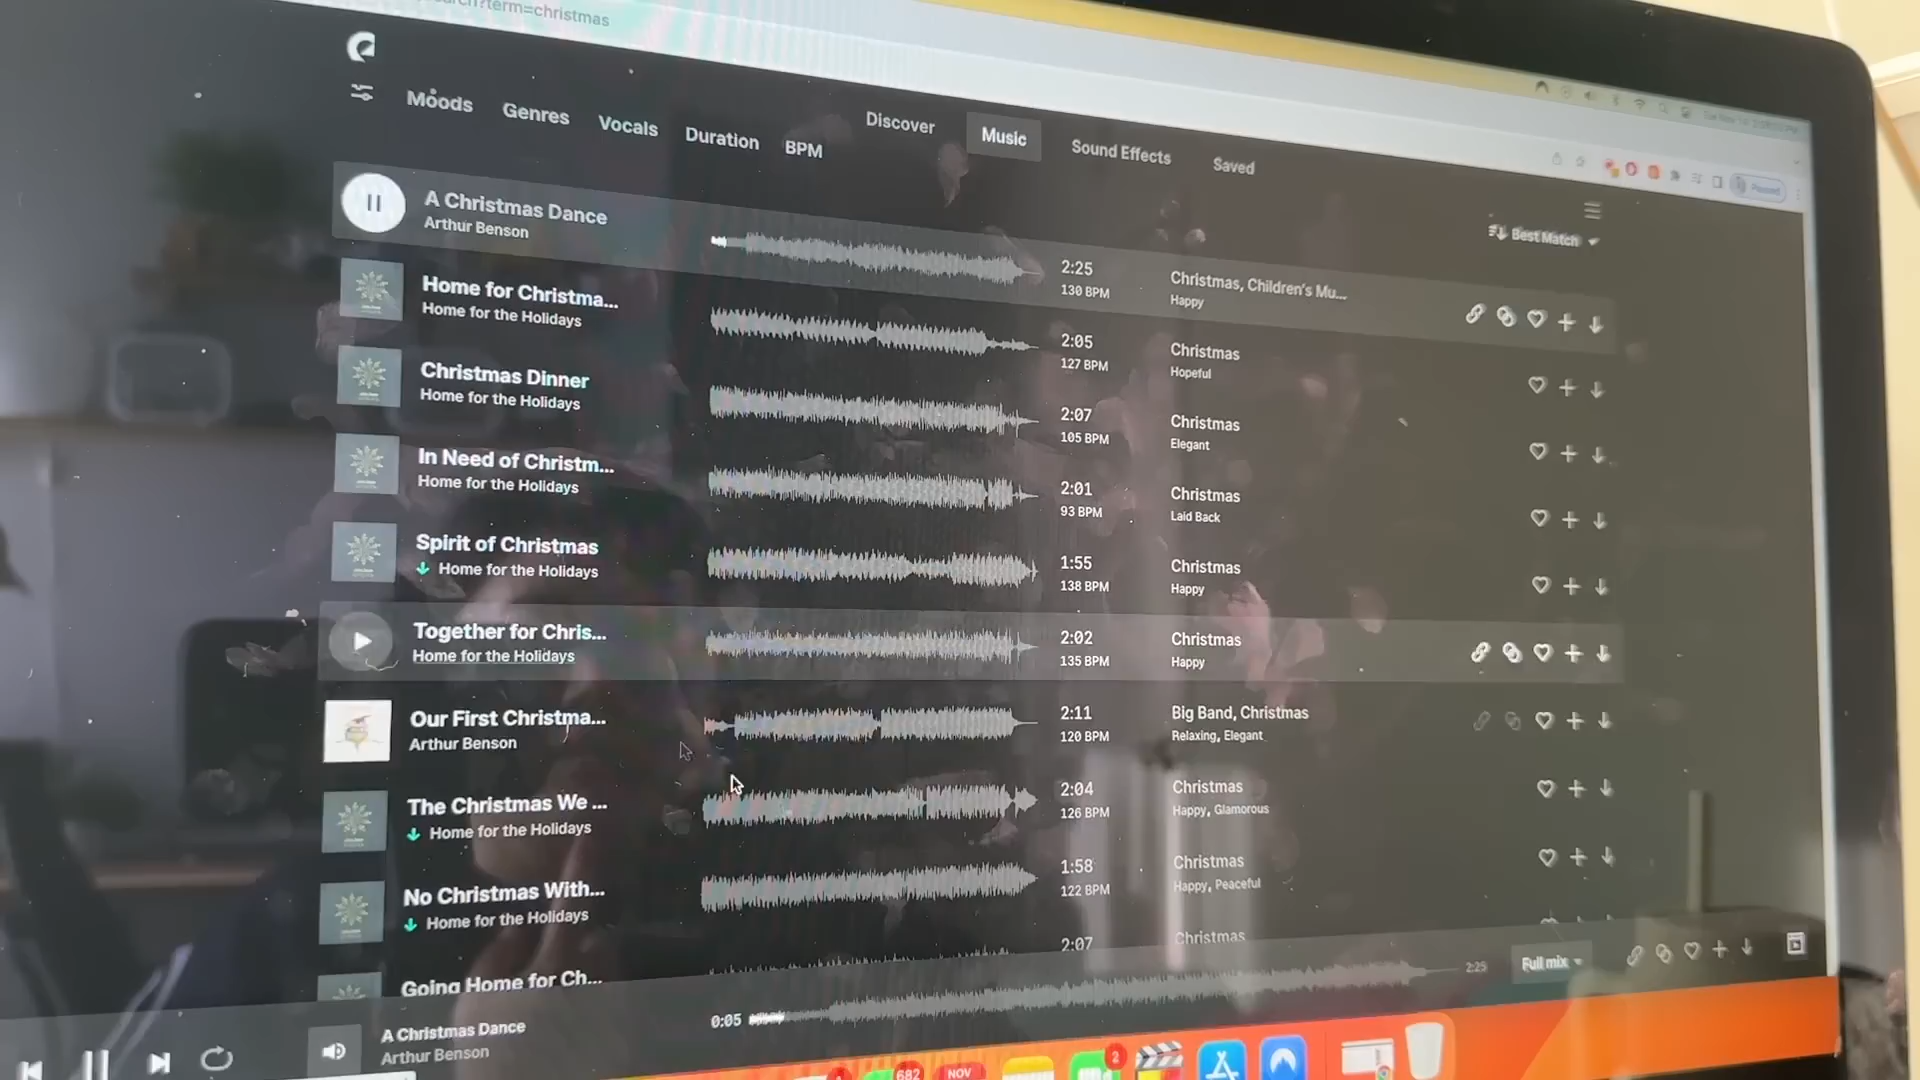 search?term=christmas
Moods
Genres
Vocals
Duration
BPM
Discover
Music
Sound Effects
Saved
Paused
Best Match
A Christmas Dance
Arthur Benson
2:25
130 BPM
Christmas, Children's Mu...
Happy
Home for Christma...
Home for the Holidays
2:05
127 BPM
Christmas
Hopeful
Christmas Dinner
Home for the Holidays
2:07
105 BPM
Christmas
Elegant
In Need of Christm...
Home for the Holidays
2:01
93 BPM
Christmas
Laid Back
Spirit of Christmas
Home for the Holidays
1:55
138 BPM
Christmas
Happy
Together for Chris...
Home for the Holidays
2:02
135 BPM
Christmas
Happy
Our First Christma...
Arthur Benson
2:11
120 BPM
Big Band, Christmas
Relaxing, Elegant
The Christmas We ...
Home for the Holidays
2:04
126 BPM
Christmas
Happy, Glamorous
No Christmas With...
Home for the Holidays
1:58
122 BPM
Christmas
Happy, Peaceful
Going Home for Ch...
2:07
Christmas
A Christmas Dance
Arthur Benson
0:05
2:25
Full mix
682
NOV
2